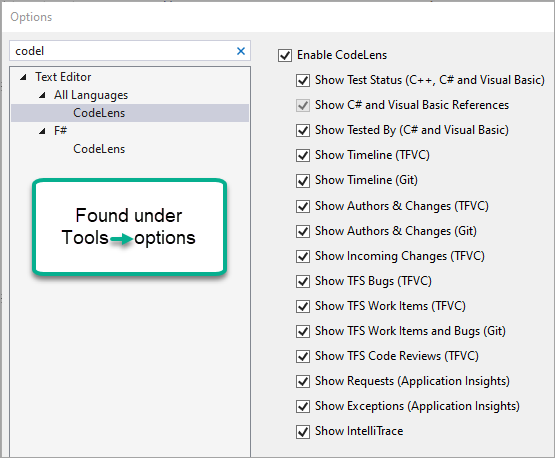 Options
codel
Text Editor
All Languages
CodeLens
F#
CodeLens
Found under
Tools options
Enable CodeLens
Show Test Status (C++, C# and Visual Basic)
Show C# and Visual Basic References
Show Tested By (C# and Visual Basic)
Show Timeline (TFVC)
Show Timeline (Git)
Show Authors & Changes (TFVC)
Show Authors & Changes (Git)
Show Incoming Changes (TFVC)
Show TFS Bugs (TFVC)
Show TFS Work Items (TFVC)
Show TFS Work Items and Bugs (Git)
Show TFS Code Reviews (TFVC)
Show Requests (Application Insights)
Show Exceptions (Application Insights)
Show IntelliTrace